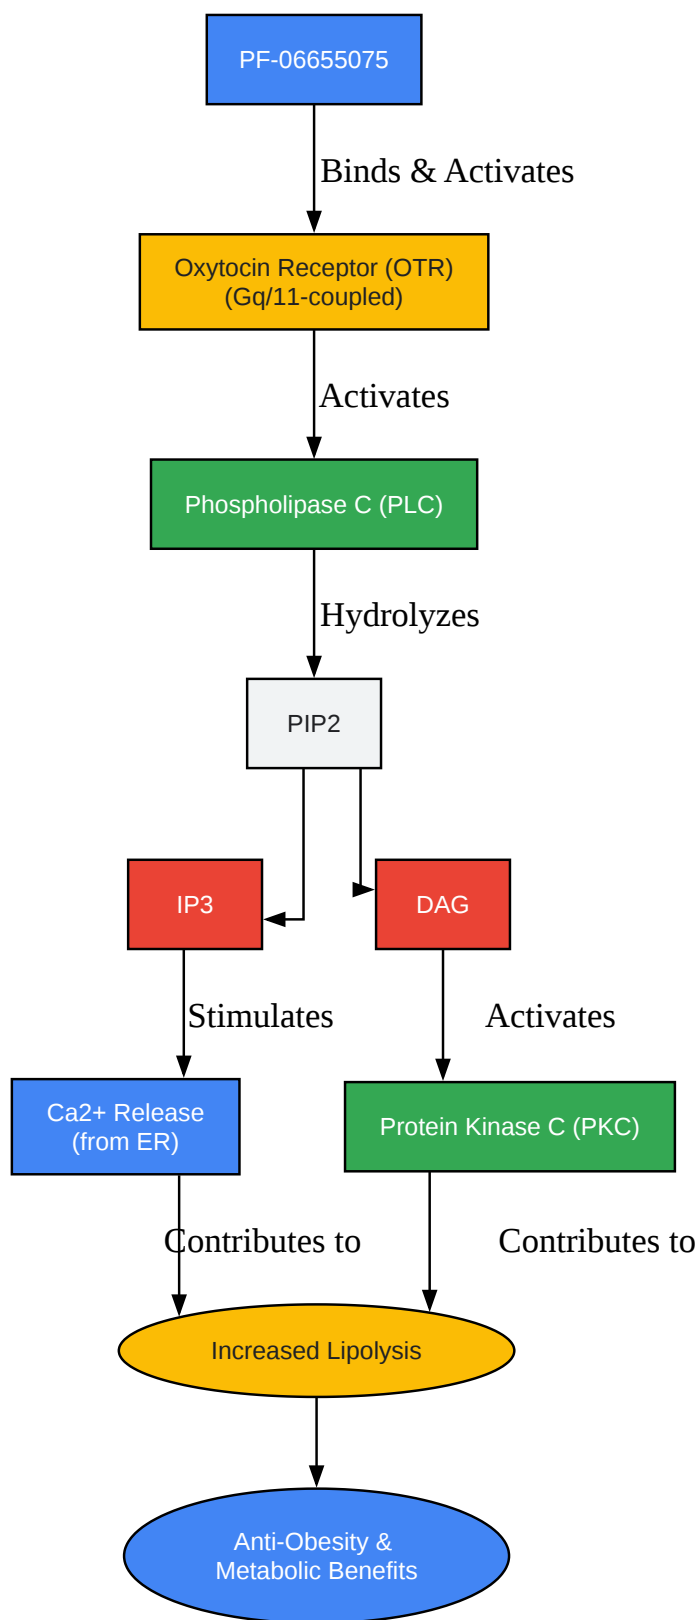 PF-06655075
Binds & Activates
Oxytocin Receptor (OTR)
(Gq/11-coupled)
Activates
Phospholipase C (PLC)
Hydrolyzes
PIP2
IP3
DAG
Stimulates
Activates
Ca2+ Release
(from ER)
Protein Kinase C (PKC)
Contributes to
Contributes to
Increased Lipolysis
Anti-Obesity &
Metabolic Benefits